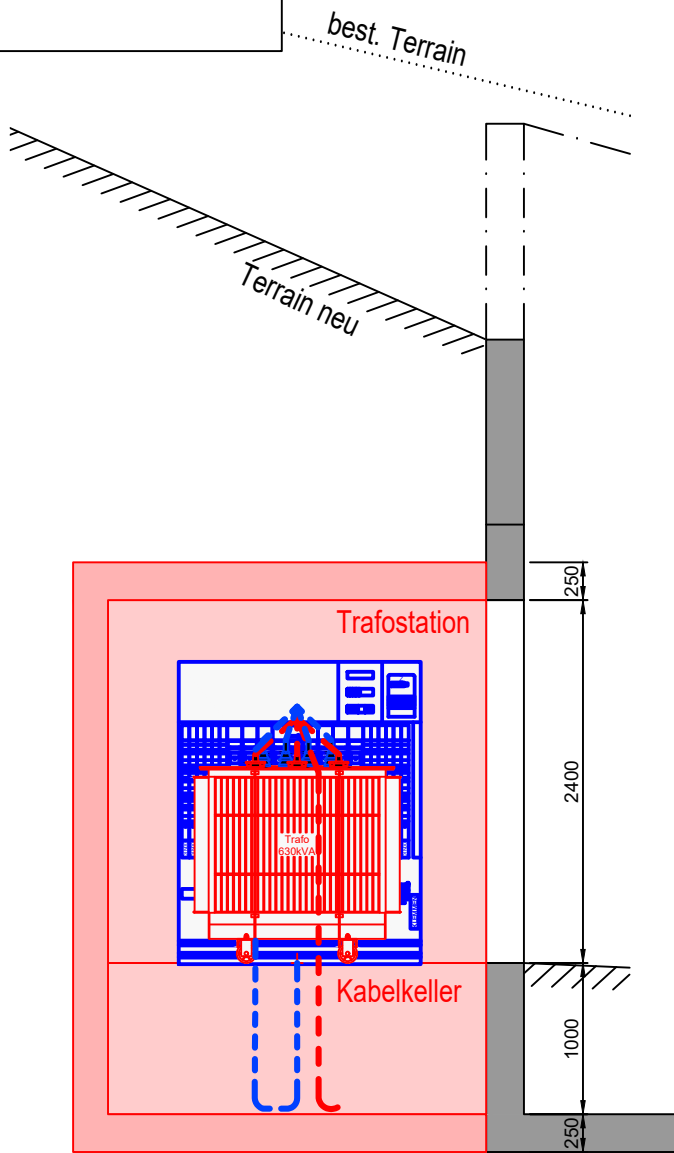 best. Terrain
Terrain neu
250
Trafostation
2400
Trafo
630kVA
Kabelkeller
1000
250